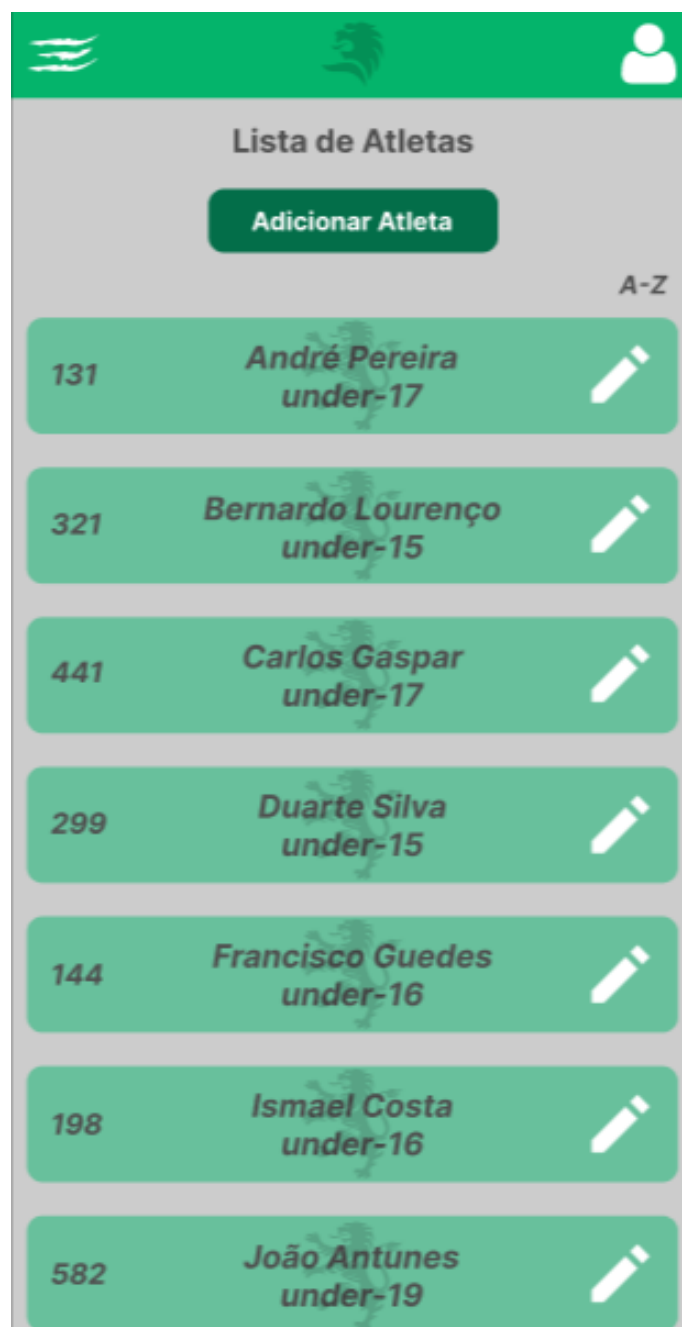 Lista de Atletas
Adicionar Atleta
A-Z
131
André Pereira
under-17
321
Bernardo Lourenço
under-15
441
Carlos Gaspar
under-17
299
Duarte Silva
under-15
144
Francisco Guedes
under-16
198
Ismael Costa
under-16
582
João Antunes
under-19